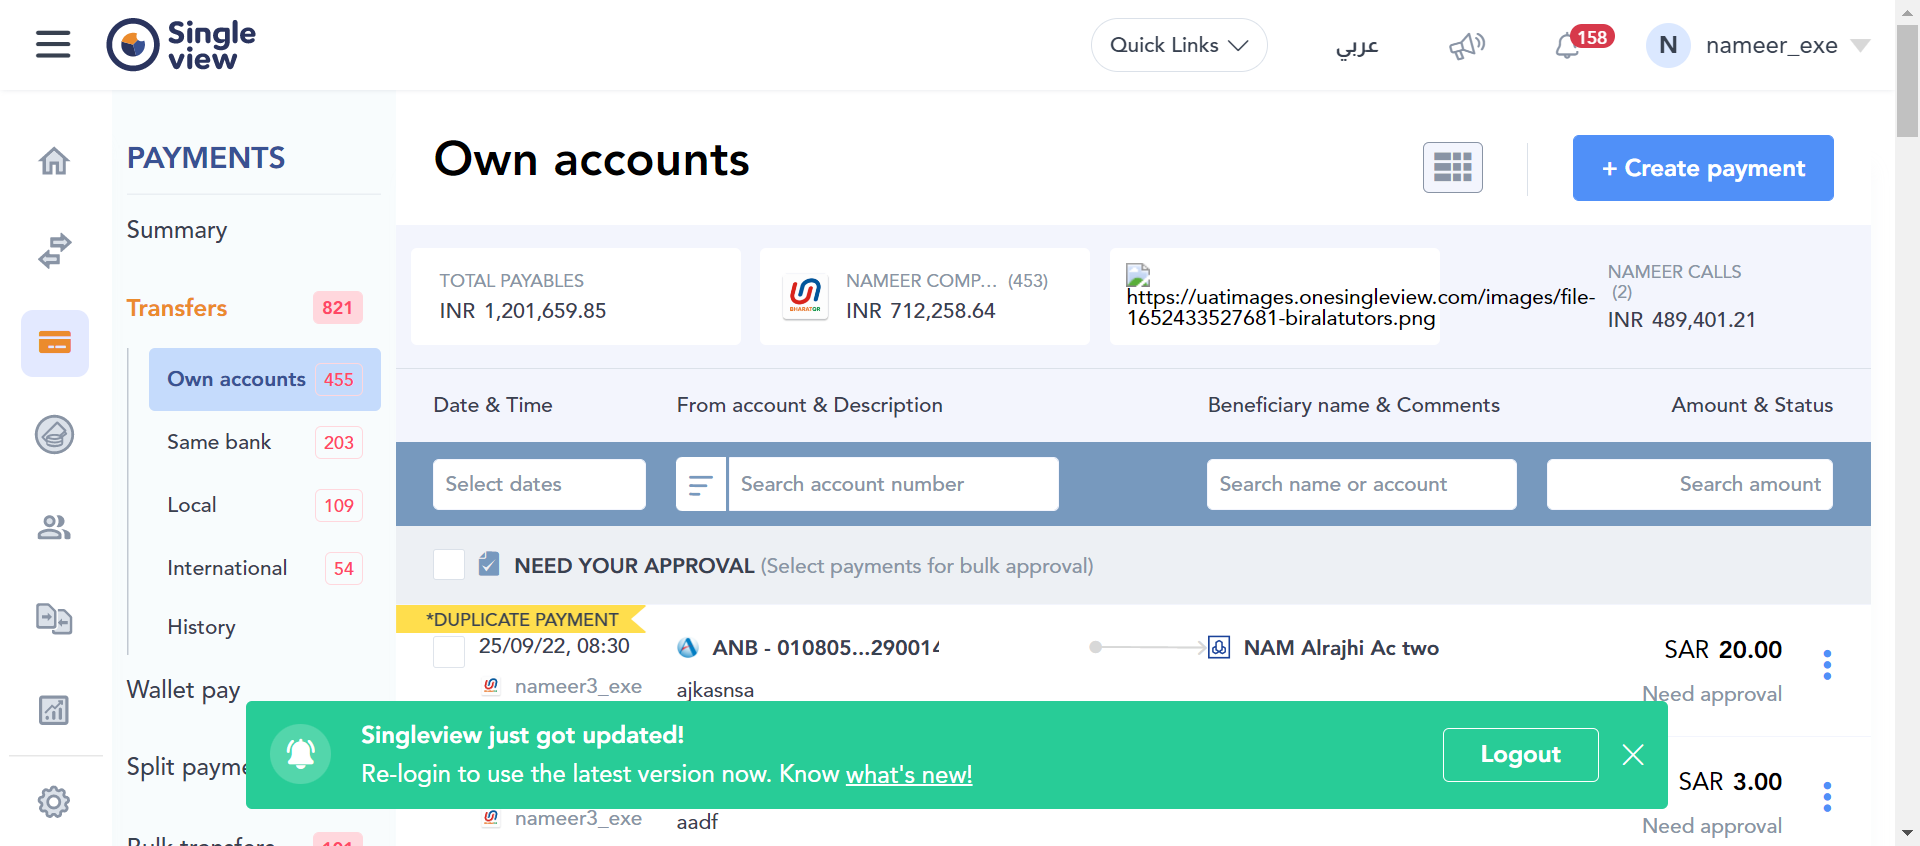 Single
view
Quick Links
عربي
158
N
nameer_exe
PAYMENTS
Summary
Transfers 821
Own accounts 455
Same bank 203
Local 109
International 54
History
Wallet pay
Split payme
Own accounts
+ Create payment
TOTAL PAYABLES
INR 1,201,659.85
BHARATQR
NAMEER COMP... (453)
INR 712,258.64
https://uatimages.onesingleview.com/images/file-
1652433527681-biralatutors.png
NAMEER CALLS
(2)
INR 489,401.21
Date & Time From account & Description Beneficiary name & Comments Amount & Status
Select dates Search account number Search name or account Search amount
NEED YOUR APPROVAL (Select payments for bulk approval)
*DUPLICATE PAYMENT
25/09/22, 08:30 ANB - 010805...290014 NAM Alrajhi Ac two SAR 20.00
nameer3_exe ajkasnsa Need approval
Singleview just got updated!
Re-login to use the latest version now. Know what's new!
Logout
SAR 3.00
nameer3_exe aadf Need approval
Bulk transfers 101